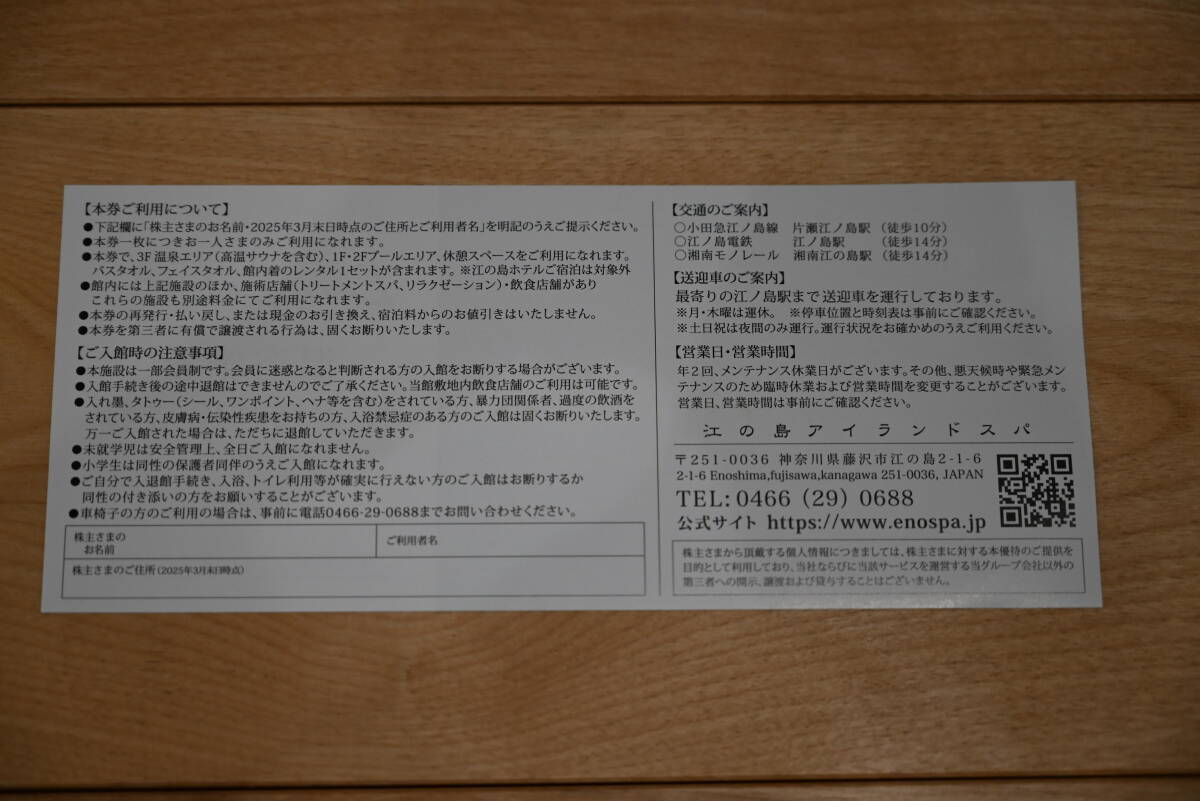 【本券ご利用について】
●下記欄に「株主さまのお名前・2025年3月末日時点のご住所とご利用者名」を明記のうえご提示ください。
●本券一枚につきお一人さまのみご利用になれます。
●本券で、3F 温泉エリア(高温サウナを含む)、1F・2Fプールエリア、休憩スペースをご利用になれます。
バスタオル、フェイスタオル、館内着のレンタル1セットが含まれます。※江の島ホテルご宿泊は対象外
●館内には上記施設のほか、施術店舗(トリートメントスパ、リラクゼーション)・飲食店舗があり
これらの施設も別途料金にてご利用になれます。
●本券の再発行・払い戻し、または現金のお引き換え、宿泊料からのお値引きはいたしません。
●本券を第三者に有償で譲渡される行為は、固くお断りいたします。
【ご入館時の注意事項】
●本施設は一部会員制です。会員に迷惑となると判断される方の入館をお断りする場合がございます。
●入館手続き後の途中退館はできませんのでご了承ください。当館敷地内飲食店舗のご利用は可能です。
●入れ墨、タトゥー(シール、ワンポイント、ヘナ等を含む)をされている方、暴力団関係者、過度の飲酒を
されている方、皮膚病・伝染性疾患をお持ちの方、入浴禁忌症のある方のご入館は固くお断りいたします。
万一ご入館された場合は、ただちに退館していただきます。
●未就学児は安全管理上、全日ご入館になれません。
●小学生は同性の保護者同伴のうえご入館になれます。
●ご自分で入退館手続き、入浴、トイレ利用等が確実に行えない方のご入館はお断りするか
同性の付き添いの方をお願いすることがございます。
●車椅子の方のご利用の場合は、事前に電話0466-29-0688までお問い合わせください。
株主さまの
お名前
ご利用者名
株主さまのご住所(2025年3月末日時点)
【交通のご案内】
○小田急江ノ島線 片瀬江ノ島駅 (徒歩10分)
○江ノ島電鉄 江ノ島駅 (徒歩14分)
○湘南モノレール 湘南江の島駅 (徒歩14分)
【送迎車のご案内】
最寄りの江ノ島駅まで送迎車を運行しております。
※月・木曜は運休。 ※停車位置と時刻表は事前にご確認ください。
※土日祝は夜間のみ運行。運行状況をお確かめのうえご利用ください。
【営業日・営業時間】
年2回、メンテナンス休業日がございます。その他、悪天候時や緊急メン
テナンスのため臨時休業および営業時間を変更することがございます。
営業日、営業時間は事前にご確認ください。
江の島アイランドスパ
〒251-0036 神奈川県藤沢市江の島2-1-6
2-1-6 Enoshima,fujisawa,kanagawa 251-0036, JAPAN
TEL:0466 (29) 0688
公式サイト https://www.enospa.jp
株主さまから頂戴する個人情報につきましては、株主さまに対する本優待のご提供を
目的として利用しており、当社ならびに当該サービスを運営する当グループ会社以外の
第三者への開示、譲渡および貸与することはございません。